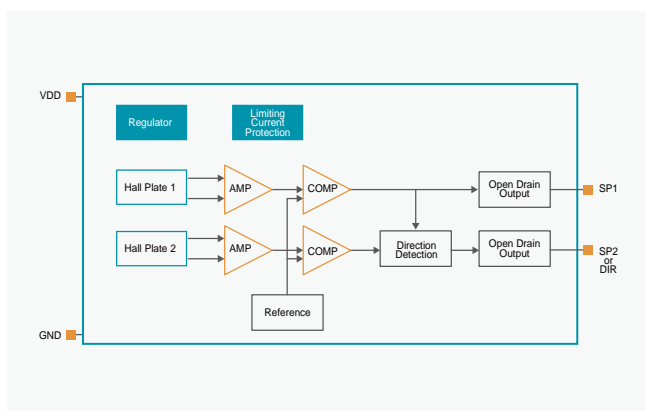 VDD
Regulator
Limiting
Current
Protection
Hall Plate 1
AMP
COMP
Open Drain
Output
SP1
Hall Plate 2
AMP
COMP
Direction
Detection
Open Drain
Output
SP2
or
DIR
Reference
GND